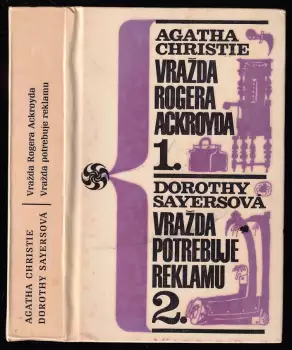 AGATHA CHRISTIE
DOROTHY SAYERSOVÁ
Vražda Rogera Ackroyda
Vražda potrebuje reklamu
AGATHA
CHRISTIE
VRAŽDA
ROGERA
ACKROYDA
1.
DOROTHY
SAYERSOVÁ
VRAŽDA
POTREBUJE
REKLAMU
2.